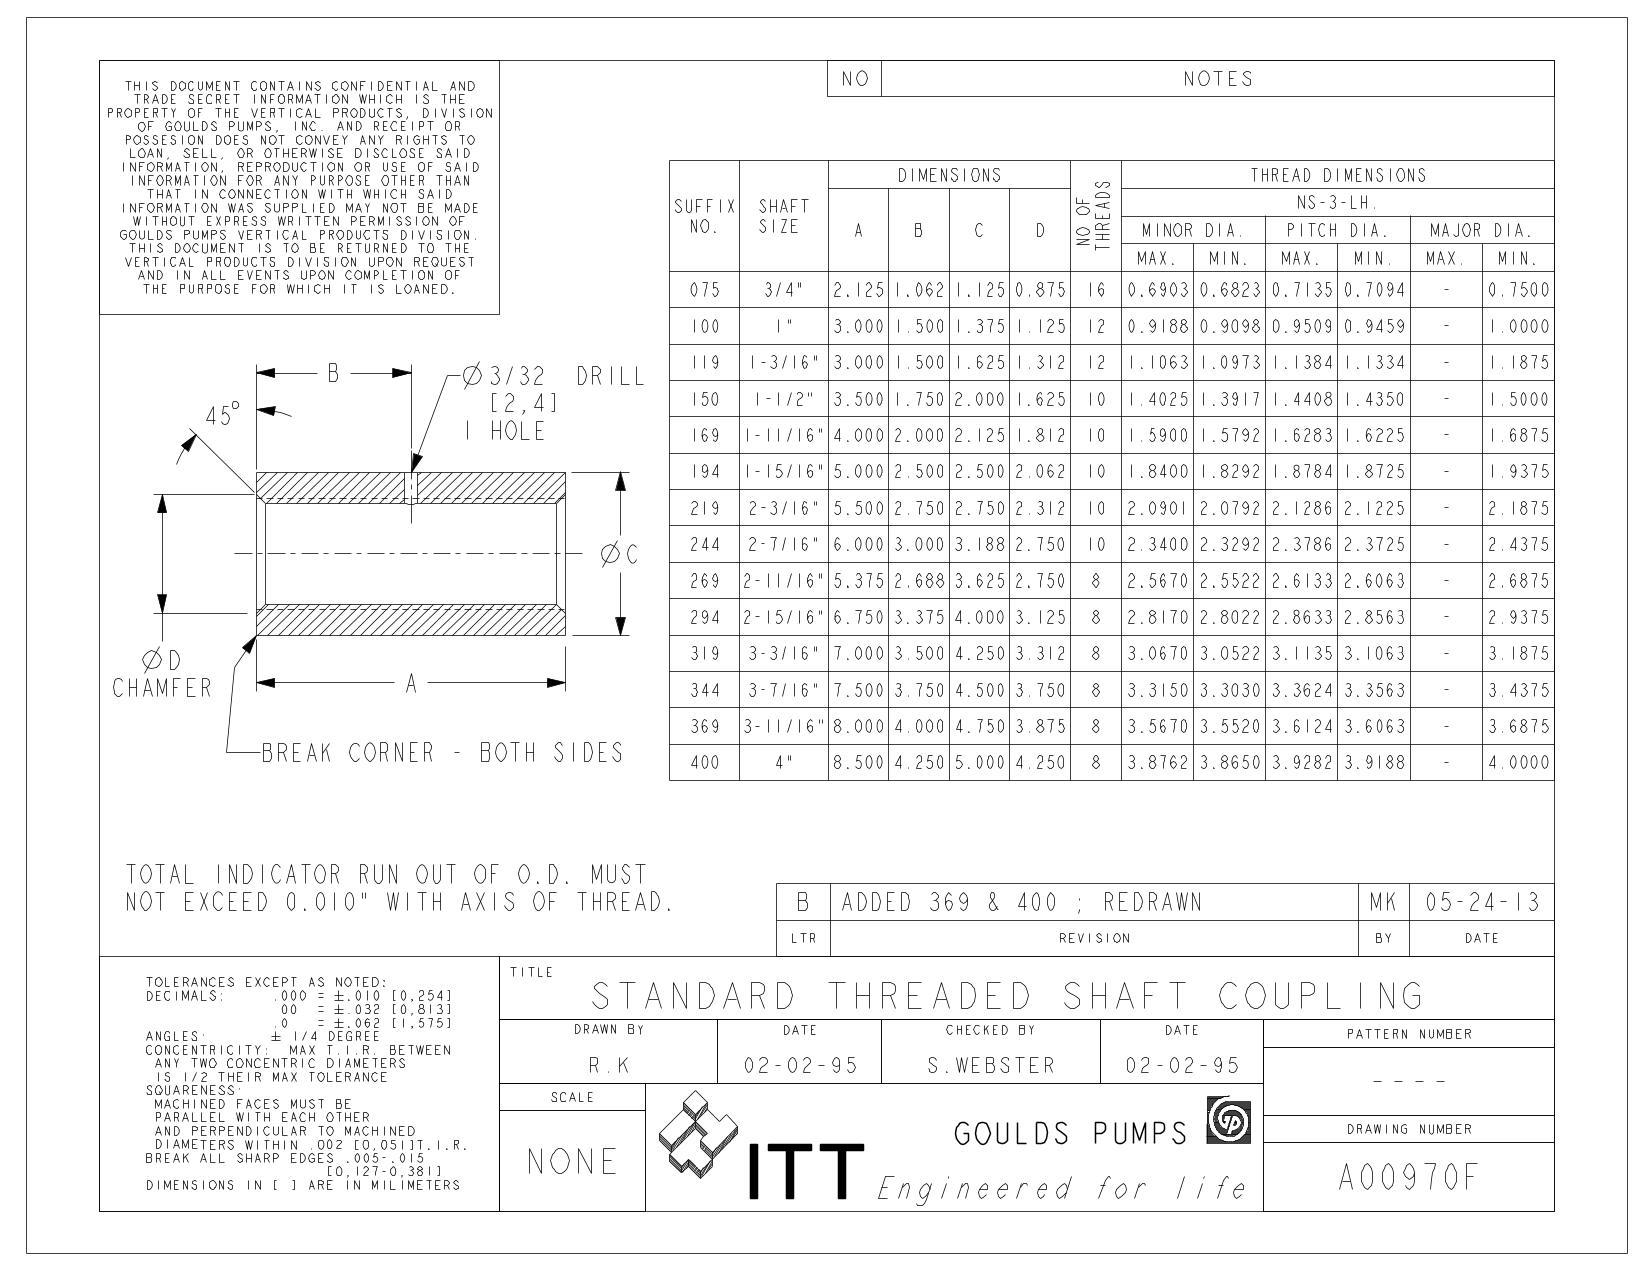 THIS DOCUMENT CONTAINS CONFIDENTIAL AND
TRADE SECRET INFORMATION WHICH IS THE
PROPERTY OF THE VERTICAL PRODUCTS, DIVISION
OF GOULDS PUMPS, INC. AND RECEIPT OR
POSSESION DOES NOT CONVEY ANY RIGHTS TO
LOAN, SELL, OR OTHERWISE DISCLOSE SAID
INFORMATION, REPRODUCTION OR USE OF SAID
INFORMATION FOR ANY PURPOSE OTHER THAN
THAT IN CONNECTION WITH WHICH SAID
INFORMATION WAS SUPPLIED MAY NOT BE MADE
WITHOUT EXPRESS WRITTEN PERMISSION OF
GOULDS PUMPS VERTICAL PRODUCTS DIVISION.
THIS DOCUMENT IS TO BE RETURNED TO THE
VERTICAL PRODUCTS DIVISION UPON REQUEST
AND IN ALL EVENTS UPON COMPLETION OF
THE PURPOSE FOR WHICH IT IS LOANED.
NO NOTES
SUFFIX NO. SHAFT SIZE DIMENSIONS NO OF THREADS THREAD DIMENSIONS
NS-3-LH.
A B C D MINOR DIA. PITCH DIA. MAJOR DIA.
MAX. MIN. MAX. MIN. MAX. MIN.
075 3/4" 2.125 1.062 1.125 0.875 16 0.6903 0.6823 0.7135 0.7094 - 0.7500
100 1" 3.000 1.500 1.375 1.125 12 0.9188 0.9098 0.9509 0.9459 - 1.0000
119 1-3/16" 3.000 1.500 1.625 1.312 12 1.1063 1.0973 1.1384 1.1334 - 1.1875
150 1-1/2" 3.500 1.750 2.000 1.625 10 1.4025 1.3917 1.4408 1.4350 - 1.5000
169 1-11/16" 4.000 2.000 2.125 1.812 10 1.5900 1.5792 1.6283 1.6225 - 1.6875
194 1-15/16" 5.000 2.500 2.500 2.062 10 1.8400 1.8292 1.8784 1.8725 - 1.9375
219 2-3/16" 5.500 2.750 2.750 2.312 10 2.0901 2.0792 2.1286 2.1225 - 2.1875
244 2-7/16" 6.000 3.000 3.188 2.750 10 2.3400 2.3292 2.3786 2.3725 - 2.4375
269 2-11/16" 5.375 2.688 3.625 2.750 8 2.5670 2.5522 2.6133 2.6063 - 2.6875
294 2-15/16" 6.750 3.375 4.000 3.125 8 2.8170 2.8022 2.8633 2.8563 - 2.9375
319 3-3/16" 7.000 3.500 4.250 3.312 8 3.0670 3.0522 3.1135 3.1063 - 3.1875
344 3-7/16" 7.500 3.750 4.500 3.750 8 3.3150 3.3030 3.3624 3.3563 - 3.4375
369 3-11/16" 8.000 4.000 4.750 3.875 8 3.5670 3.5520 3.6124 3.6063 - 3.6875
400 4" 8.500 4.250 5.000 4.250 8 3.8762 3.8650 3.9282 3.9188 - 4.0000
B
Ø3/32 DRILL
[2,4]
1 HOLE
45°
ØC
ØD
CHAMFER
A
BREAK CORNER - BOTH SIDES
TOTAL INDICATOR RUN OUT OF O.D. MUST
NOT EXCEED 0.010" WITH AXIS OF THREAD.
B ADDED 369 & 400 ; REDRAWN MK 05-24-13
LTR REVISION BY DATE
TOLERANCES EXCEPT AS NOTED:
DECIMALS: .000 = ±.010 [0,254]
.00 = ±.032 [0,813]
.0 = ±.062 [1,575]
ANGLES: ± 1/4 DEGREE
CONCENTRICITY: MAX T.I.R. BETWEEN
ANY TWO CONCENTRIC DIAMETERS
IS 1/2 THEIR MAX TOLERANCE
SQUARENESS:
MACHINED FACES MUST BE
PARALLEL WITH EACH OTHER
AND PERPENDICULAR TO MACHINED
DIAMETERS WITHIN .002 [0,051]T.I.R.
BREAK ALL SHARP EDGES .005-.015
[0,127-0,381]
DIMENSIONS IN [ ] ARE IN MILIMETERS
TITLE
STANDARD THREADED SHAFT COUPLING
DRAWN BY DATE CHECKED BY DATE PATTERN NUMBER
R.K 02-02-95 S.WEBSTER 02-02-95 ----
SCALE
NONE
ITT
GOULDS PUMPS
Engineered for life
DRAWING NUMBER
A00970F